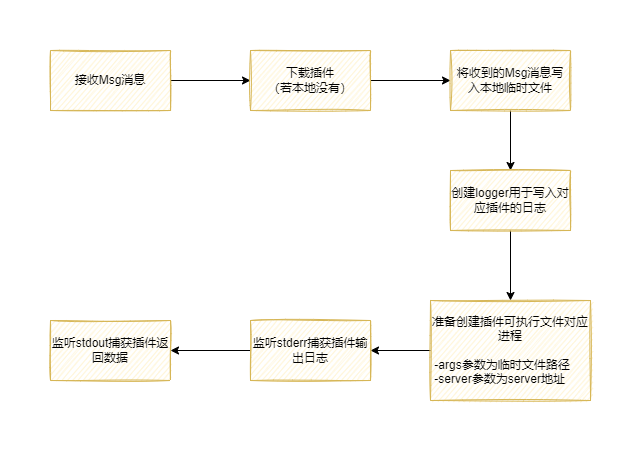 接收Msg消息
下载插件
（若本地没有）
将收到的Msg消息写
入本地临时文件
创建logger用于写入对
应插件的日志
准备创建插件可执行文件对应
进程
-args参数为临时文件路径
-server参数为server地址
监听stderr捕获插件输
出日志
监听stdout捕获插件返
回数据